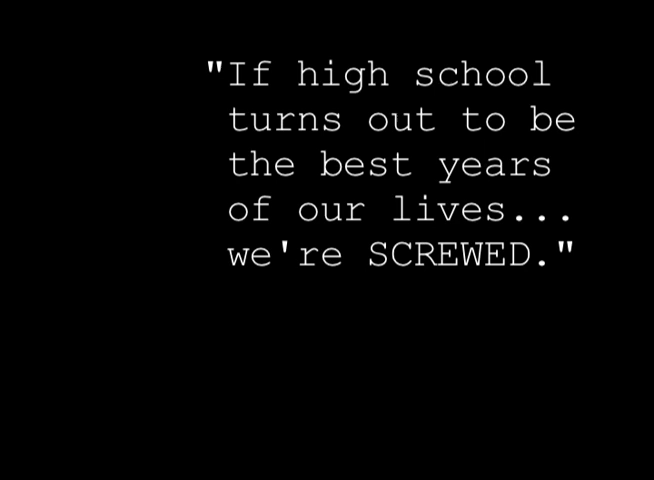 "If high school
turns out to be
the best years
of our lives...
we're SCREWED."